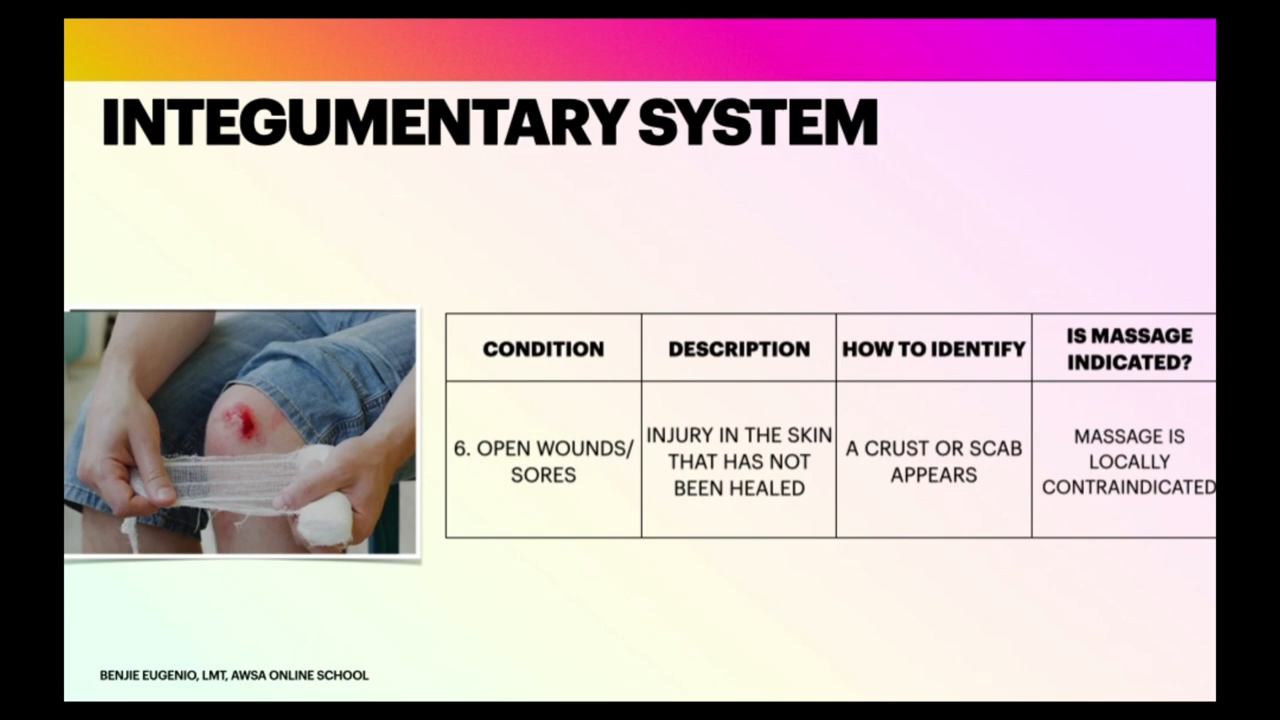 INTEGUMENTARY SYSTEM
CONDITION
DESCRIPTION
HOW TO IDENTIFY
IS MASSAGE
INDICATED?
6. OPEN WOUNDS/
SORES
INJURY IN THE SKIN
THAT HAS NOT
BEEN HEALED
A CRUST OR SCAB
APPEARS
MASSAGE IS
LOCALLY
CONTRAINDICATED
BENJIE EUGENIO, LMT, AWSA ONLINE SCHOOL